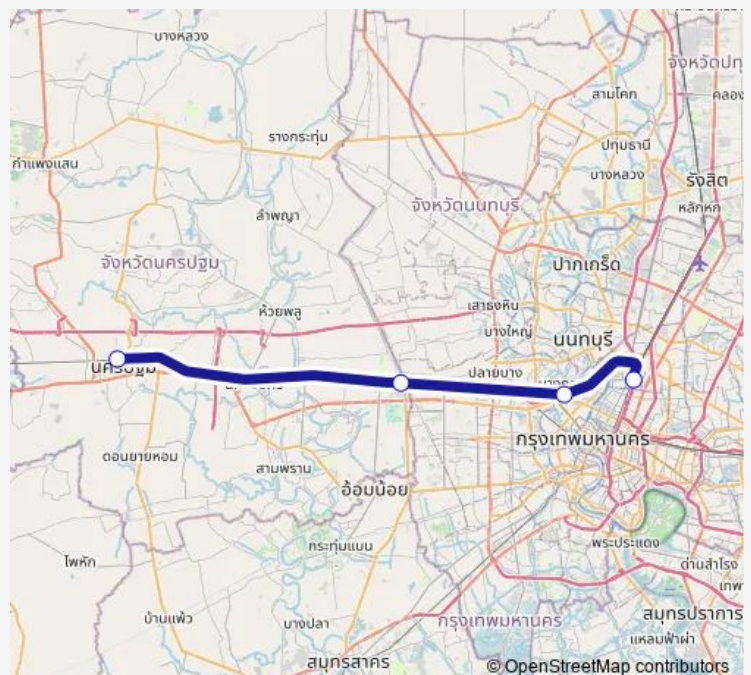 บางหลวง
จังหวัดปทุ
สามโคก
คลอง
รางกระทุ่ม
ปทุมธานี
กำแพงแสน
บางหลวง
รังสิต
หลักหก
ลำพญา
จังหวัดนนทบุรี
จังหวัดนครปฐม
ปากเกร็ด
ห้วยพลู
เสาธงหิน
บางใหญ่
นนทบุรี
นครปฐม
ปลายบาง
กรุงเทพมหานคร
ดอนยายหอม
สามพราน
อ้อมน้อย
กระทุ่มแบน
พระประแดง
โพหัก
ด่านสำโรง
เทพา
บ้านแพ้ว
บางปลา
กรุงเทพมหานคร
สมุทรปราการ
แหลมฟ้าผ่า
สมุทรสาคร
© OpenStreetMap contributors